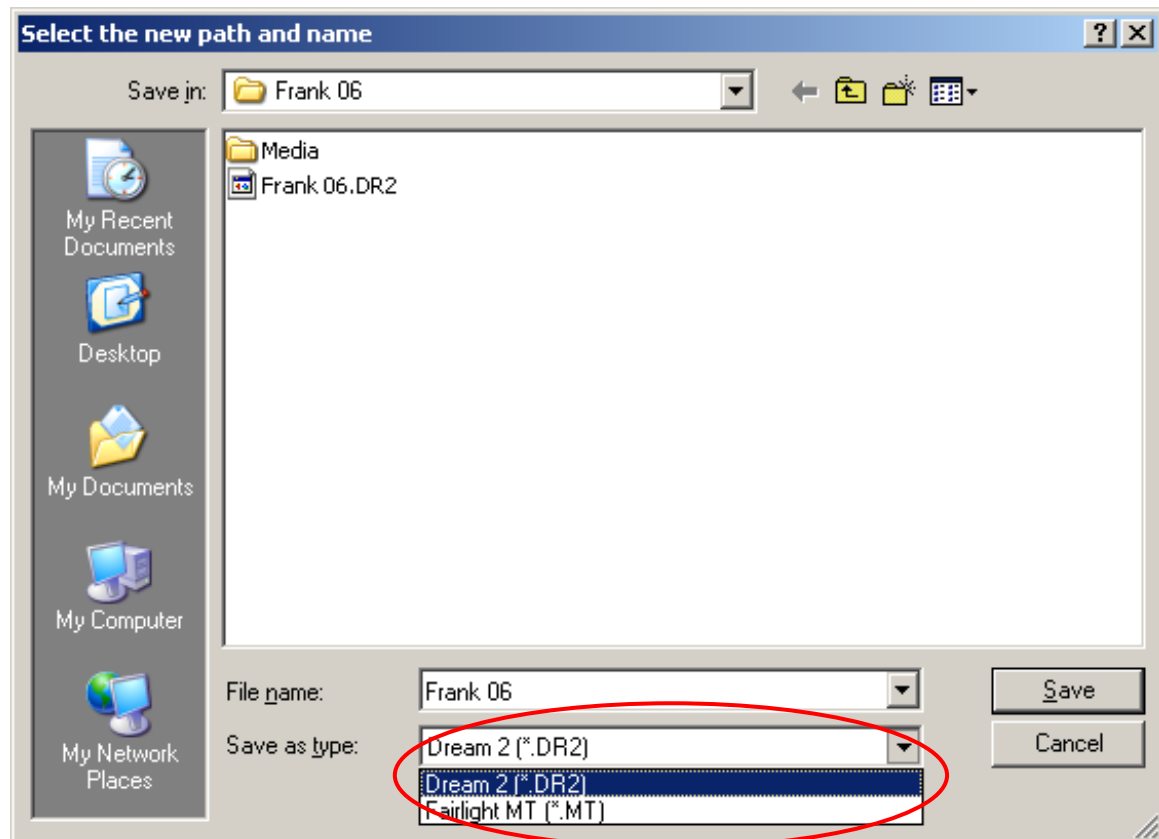 Select the new path and name
Save in:
Frank 06
Media
Frank 06.DR2
My Recent
Documents
Desktop
My Documents
My Computer
My Network
Places
File name:
Frank 06
Save
Save as type:
Dream 2 (*.DR2)
Cancel
Dream 2 (*.DR2)
Fairlight MT (*.MT)